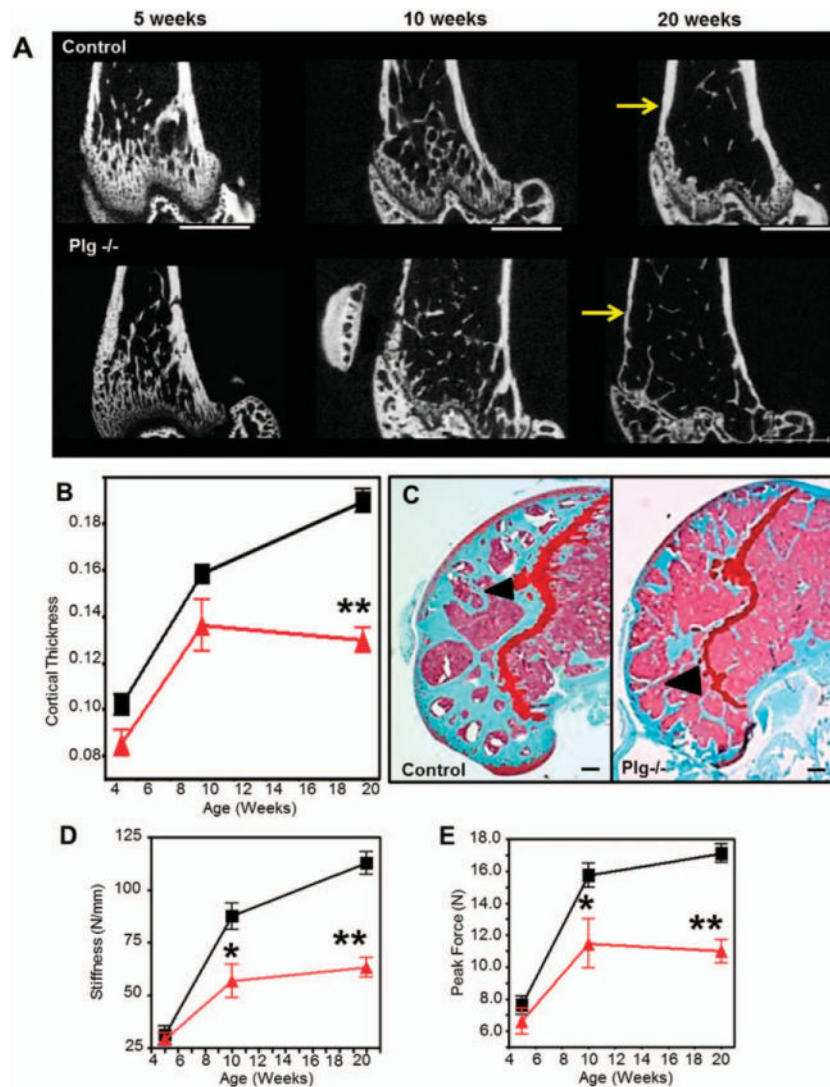 5 weeks 10 weeks 20 weeks
A
Control
Plg -/-
B
Cortical Thickness
0.18
0.16
0.14
0.12
0.10
0.08
4 6 8 10 12 14 16 18 20
Age (Weeks)
**
C
Control
Plg-/-
D
Stiffness (N/mm)
125
100
75
50
25
4 6 8 10 12 14 16 18 20
Age (Weeks)
*
**
E
Peak Force (N)
18.0
16.0
14.0
12.0
10.0
8.0
6.0
4 6 8 10 12 14 16 18 20
Age (Weeks)
*
**